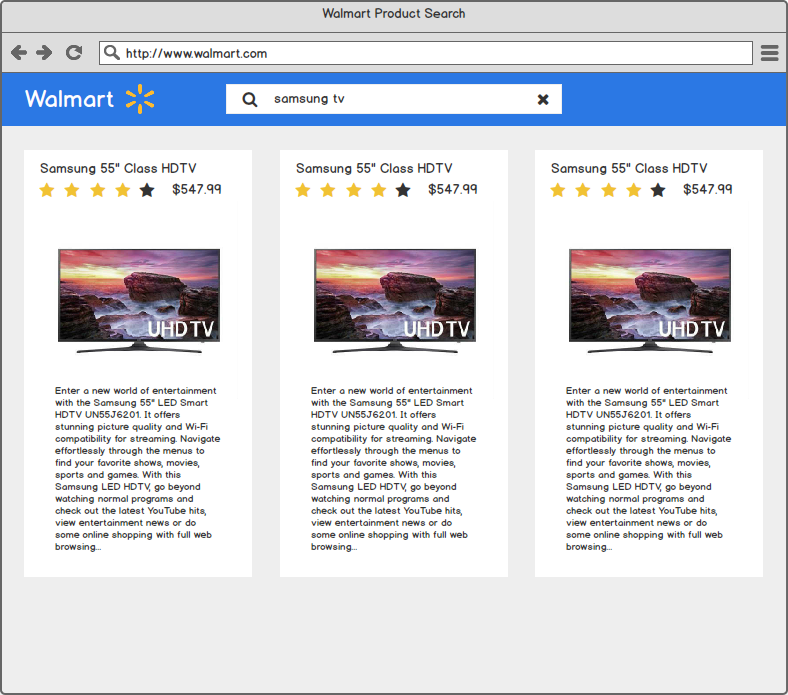 Walmart Product Search
http://www.walmart.com
Walmart
samsung tv
Samsung 55" Class HDTV
$547.99
UHDTV
Enter a new world of entertainment
with the Samsung 55" LED Smart
HDTV UN55J6201. It offers
stunning picture quality and Wi-Fi
compatibility for streaming. Navigate
effortlessly through the menus to
find your favorite shows, movies,
sports and games. With this
Samsung LED HDTV, go beyond
watching normal programs and
check out the latest YouTube hits,
view entertainment news or do
some online shopping with full web
browsing...
Samsung 55" Class HDTV
$547.99
UHDTV
Enter a new world of entertainment
with the Samsung 55" LED Smart
HDTV UN55J6201. It offers
stunning picture quality and Wi-Fi
compatibility for streaming. Navigate
effortlessly through the menus to
find your favorite shows, movies,
sports and games. With this
Samsung LED HDTV, go beyond
watching normal programs and
check out the latest YouTube hits,
view entertainment news or do
some online shopping with full web
browsing...
Samsung 55" Class HDTV
$547.99
UHDTV
Enter a new world of entertainment
with the Samsung 55" LED Smart
HDTV UN55J6201. It offers
stunning picture quality and Wi-Fi
compatibility for streaming. Navigate
effortlessly through the menus to
find your favorite shows, movies,
sports and games. With this
Samsung LED HDTV, go beyond
watching normal programs and
check out the latest YouTube hits,
view entertainment news or do
some online shopping with full web
browsing...